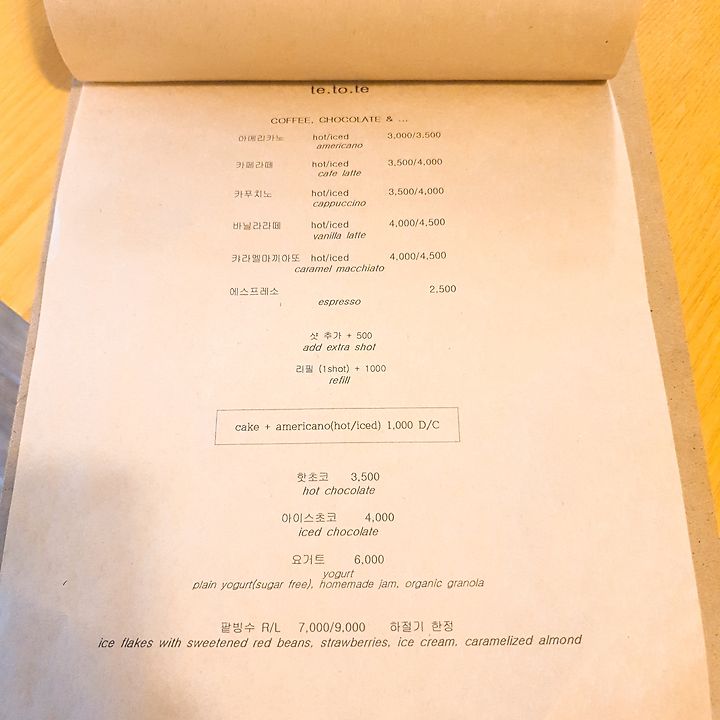 te.to.te
COFFEE, CHOCOLATE & ...
아메리카노 hot/iced 3,000/3,500
americano
카페라떼 hot/iced 3,500/4,000
cafe latte
카푸치노 hot/iced 3,500/4,000
cappuccino
바닐라라떼 hot/iced 4,000/4,500
vanilla latte
캬라멜마끼아또 hot/iced 4,000/4,500
caramel macchiato
에스프레소 2,500
espresso
샷 추가 + 500
add extra shot
리필 (1shot) + 1000
refill
cake + americano(hot/iced) 1,000 D/C
핫초코 3,500
hot chocolate
아이스초코 4,000
iced chocolate
요거트 6,000
yogurt
plain yogurt(sugar free), homemade jam, organic granola
팥빙수 R/L 7,000/9,000 하절기 한정
ice flakes with sweetened red beans, strawberries, ice cream. caramelized almond